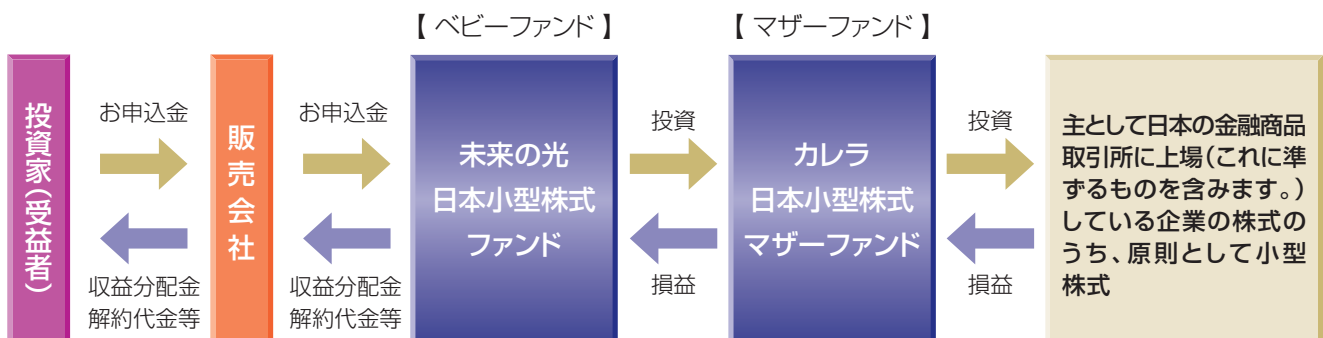 【 ベビーファンド 】
【 マザーファンド 】
投資家(受益者)
お申込金
収益分配金
解約代金等
販売会社
お申込金
収益分配金
解約代金等
未来の光
日本小型株式
ファンド
投資
損益
カレラ
日本小型株式
マザーファンド
投資
損益
主として日本の金融商品
取引所に上場(これに準
ずるものを含みます。)
している企業の株式の
うち、原則として小型
株式